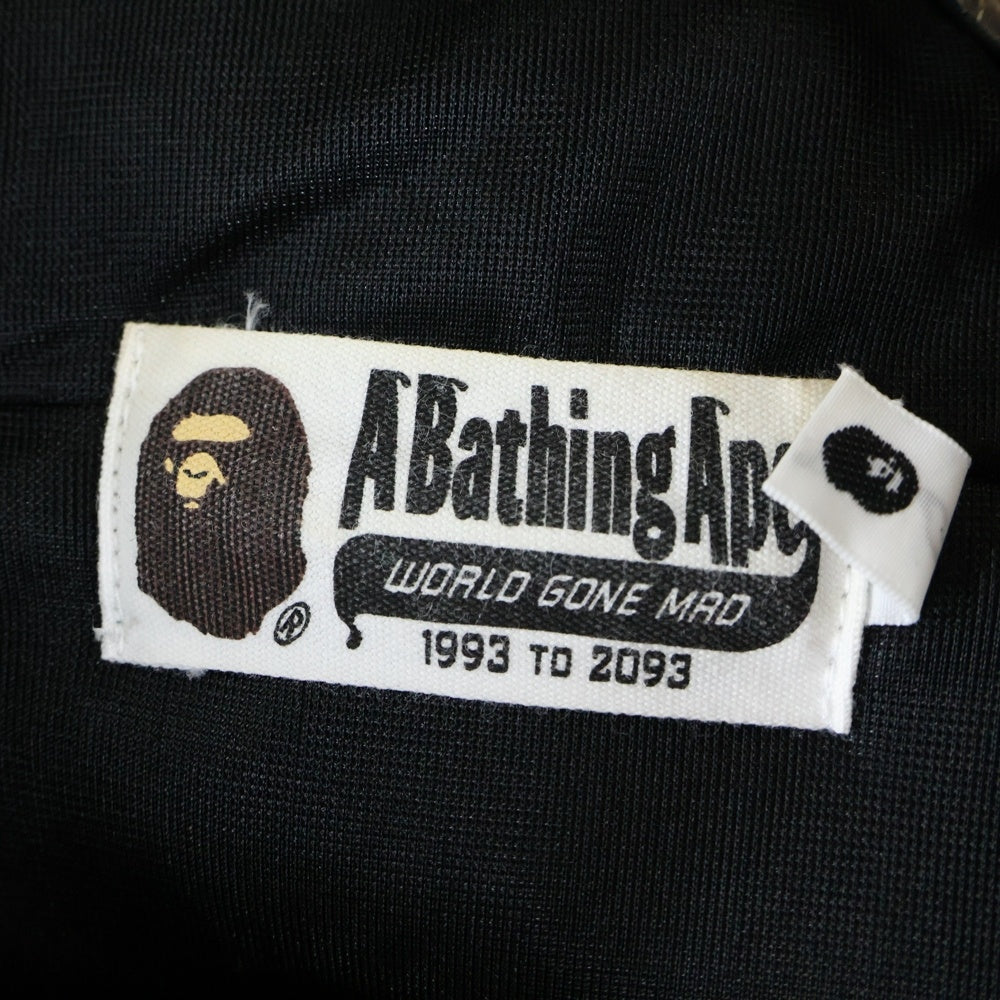 A Bathing Ape
®
WORLD GONE MAD
1993 TO 2093